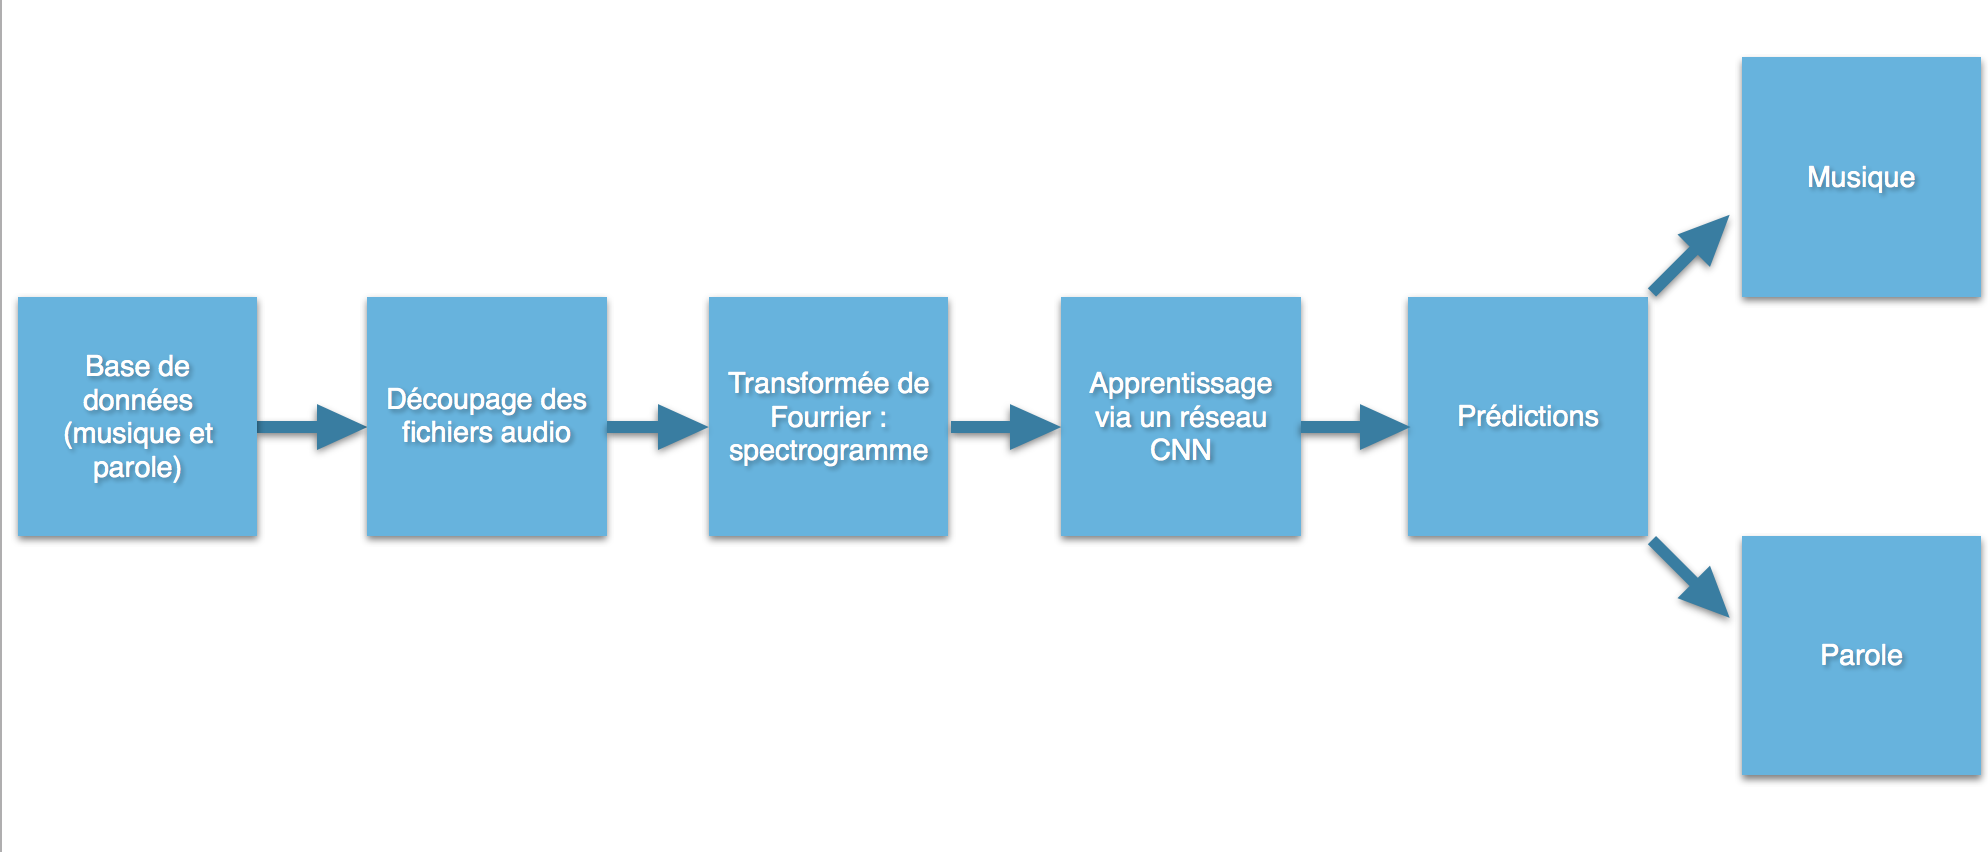 Base de
données
(musique et
parole)
Découpage des
fichiers audio
Transformée de
Fourrier :
spectrogramme
Apprentissage
via un réseau
CNN
Prédictions
Musique
Parole